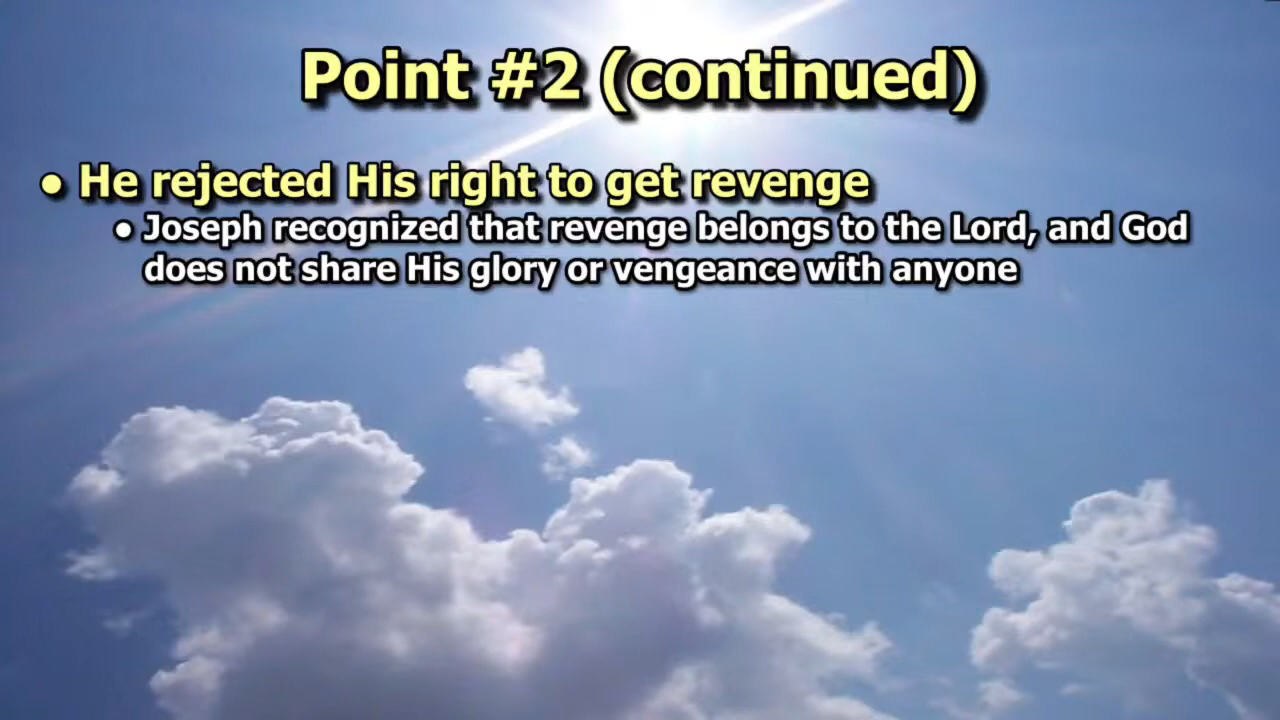 Point #2 (continued)
● He rejected His right to get revenge
● Joseph recognized that revenge belongs to the Lord, and God
does not share His glory or vengeance with anyone